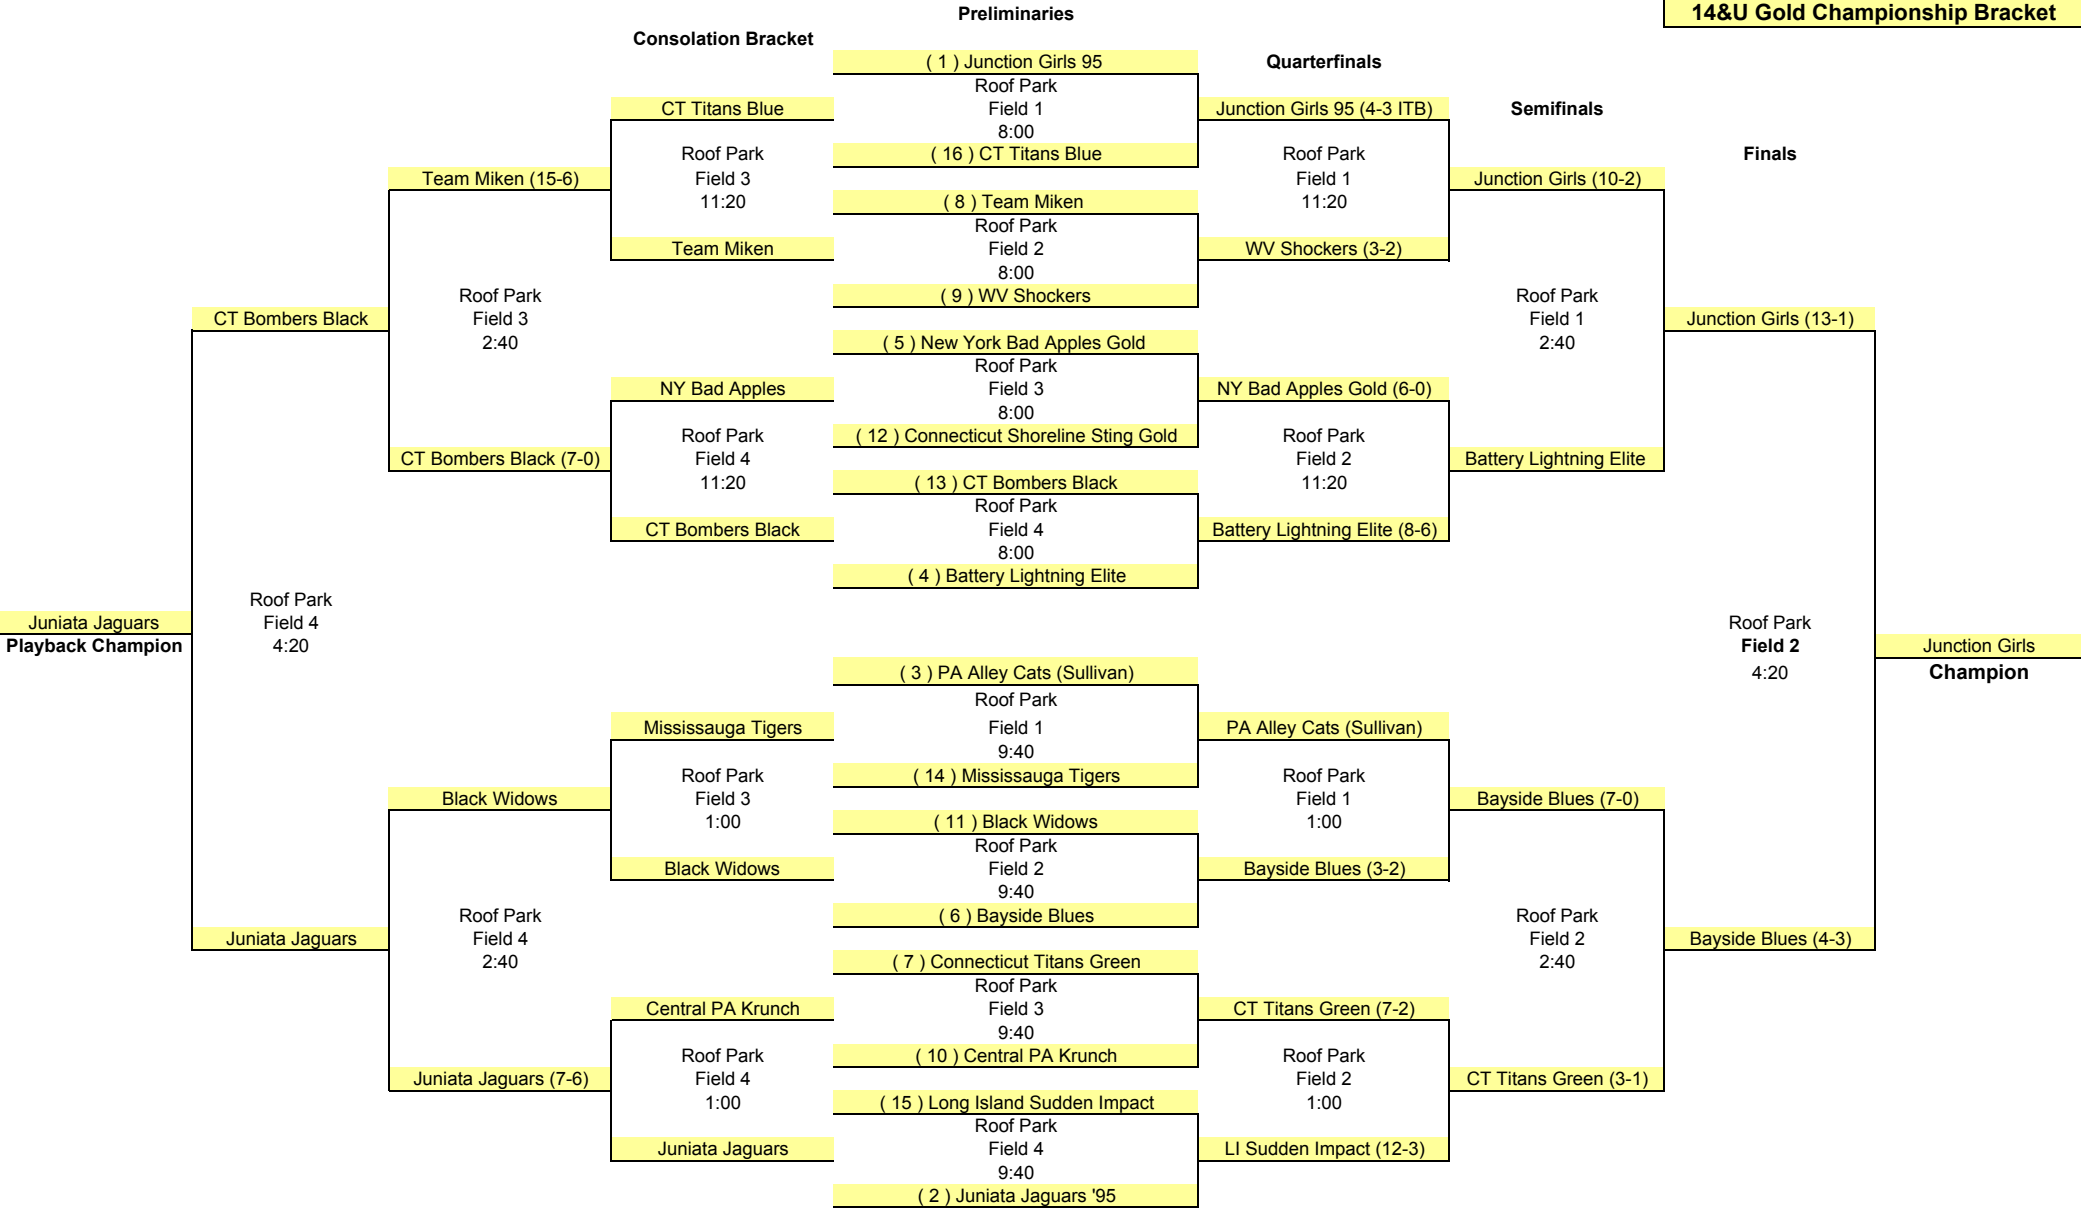 Preliminaries
14&U Gold Championship Bracket
Consolation Bracket
( 1 ) Junction Girls 95
Quarterfinals
Roof Park
CT Titans Blue
Field 1
Junction Girls 95 (4-3 ITB)
Semifinals
8:00
Roof Park
( 16 ) CT Titans Blue
Roof Park
Finals
Team Miken (15-6)
Field 3
Field 1
Junction Girls (10-2)
11:20
( 8 ) Team Miken
11:20
Roof Park
Team Miken
Field 2
WV Shockers (3-2)
8:00
Roof Park
( 9 ) WV Shockers
Roof Park
CT Bombers Black
Field 3
Field 1
Junction Girls (13-1)
2:40
( 5 ) New York Bad Apples Gold
2:40
Roof Park
NY Bad Apples
Field 3
NY Bad Apples Gold (6-0)
8:00
Roof Park
( 12 ) Connecticut Shoreline Sting Gold
Roof Park
CT Bombers Black (7-0)
Field 4
Field 2
Battery Lightning Elite
11:20
( 13 ) CT Bombers Black
11:20
Roof Park
CT Bombers Black
Field 4
Battery Lightning Elite (8-6)
8:00
( 4 ) Battery Lightning Elite
Roof Park
Juniata Jaguars
Field 4
Roof Park
Playback Champion
4:20
Field 2
Junction Girls
( 3 ) PA Alley Cats (Sullivan)
4:20
Champion
Roof Park
Mississauga Tigers
Field 1
PA Alley Cats (Sullivan)
9:40
Roof Park
( 14 ) Mississauga Tigers
Roof Park
Black Widows
Field 3
Field 1
Bayside Blues (7-0)
1:00
( 11 ) Black Widows
1:00
Roof Park
Black Widows
Field 2
Bayside Blues (3-2)
9:40
Roof Park
( 6 ) Bayside Blues
Roof Park
Juniata Jaguars
Field 4
Field 2
Bayside Blues (4-3)
2:40
( 7 ) Connecticut Titans Green
2:40
Roof Park
Central PA Krunch
Field 3
CT Titans Green (7-2)
9:40
Roof Park
( 10 ) Central PA Krunch
Roof Park
Juniata Jaguars (7-6)
Field 4
Field 2
CT Titans Green (3-1)
1:00
( 15 ) Long Island Sudden Impact
1:00
Roof Park
Juniata Jaguars
Field 4
LI Sudden Impact (12-3)
9:40
( 2 ) Juniata Jaguars '95